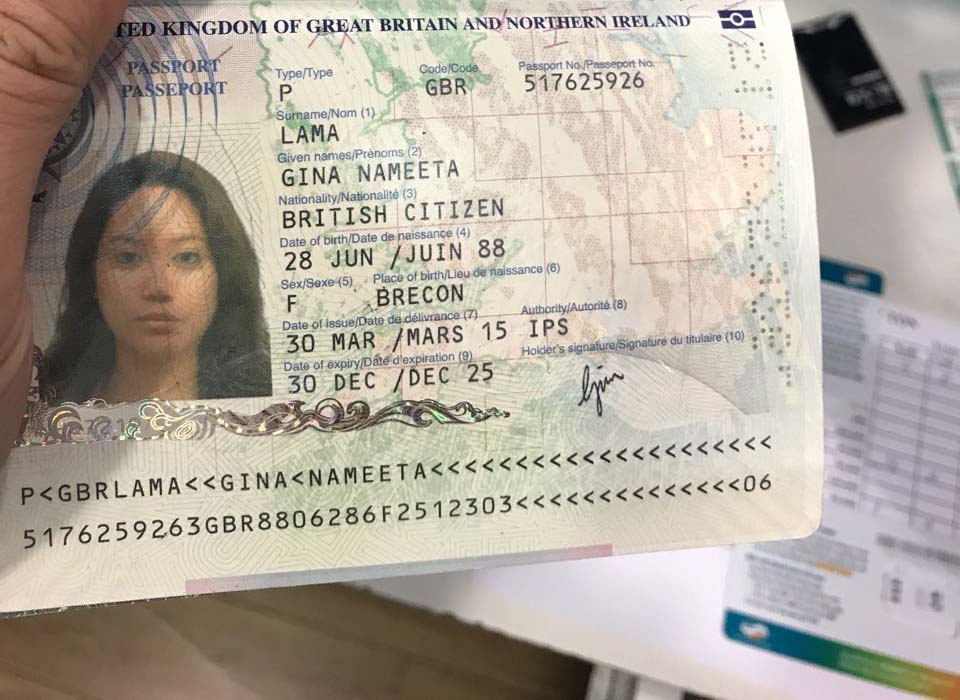 TED KINGDOM OF GREAT BRITAIN AND NORTHERN IRELAND
PASSPORT
PASSEPORT
Type/Type Code/Code Passport No./Passeport No.
P GBR 517625926
Surname/Nom (1)
LAMA
Given names/Prénoms (2)
GINA NAMEETA
Nationality/Nationalité (3)
BRITISH CITIZEN
Date of birth/Date de naissance (4)
28 JUN /JUIN 88
Sex/Sexe (5) Place of birth/Lieu de naissance (6)
F BRECON
Date of issue/Date de délivrance (7) Authority/Autorité (8)
30 MAR /MARS 15 IPS
Date of expiry/Date d'expiration (9) Holder's signature/Signature du titulaire (10)
30 DEC /DEC 25
P<GBRLAMA<<GINA<NAMEETA<<<<<<<<<<<<<<<<<<<<<
5176259263GBR8806286F2512303<<<<<<<<<<<<<<06